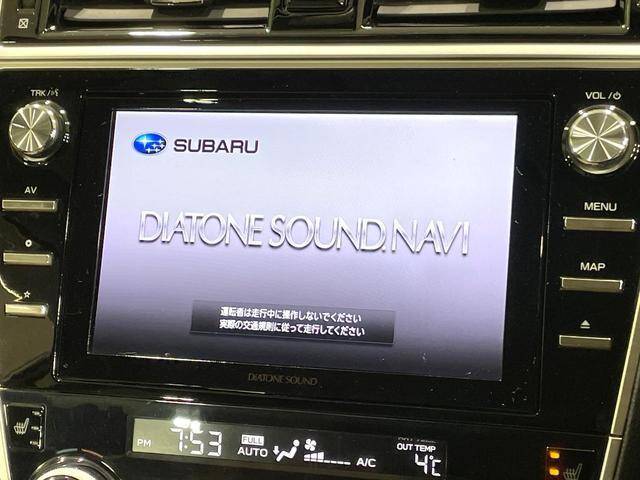 TRK/
VOL/
SUBARU
AV
MENU
DIATONE SOUND. NAVI
MAP
運転者は走行中に操作しないでください
実際の交通規則に従って走行してください
DIATONE SOUND
PM 7:53
FULL AUTO
A/C
OUT TEMP
4℃